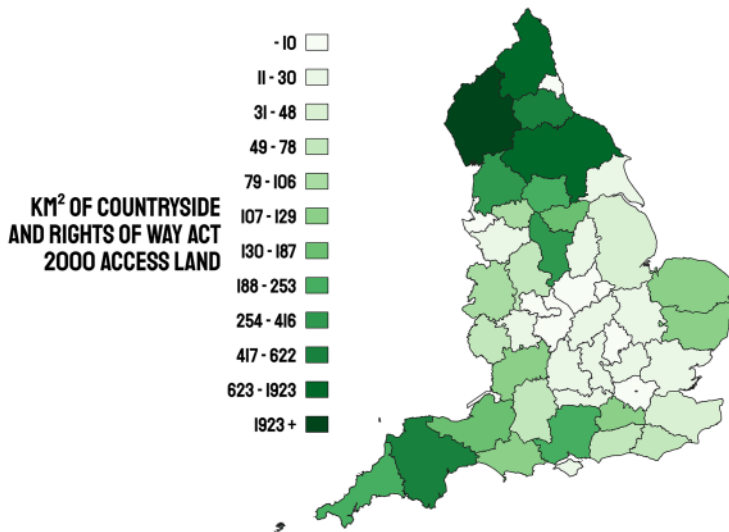 KM² OF COUNTRYSIDE
AND RIGHTS OF WAY ACT
2000 ACCESS LAND
- 10
11 - 30
31 - 48
49 - 78
79 - 106
107 - 129
130 - 187
188 - 253
254 - 416
417 - 622
623 - 1923
1923 +